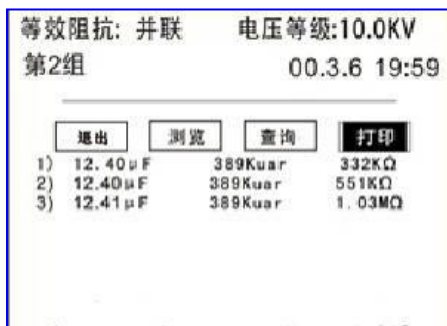 等效阻抗: 并联 电压等级:10.0KV
第2组 00.3.6 19:59
退出 浏览 查询 打印
1) 12.40μF 389Kuar 332KΩ
2) 12.40μF 389Kuar 551KΩ
3) 12.41μF 389Kuar 1.03MΩ